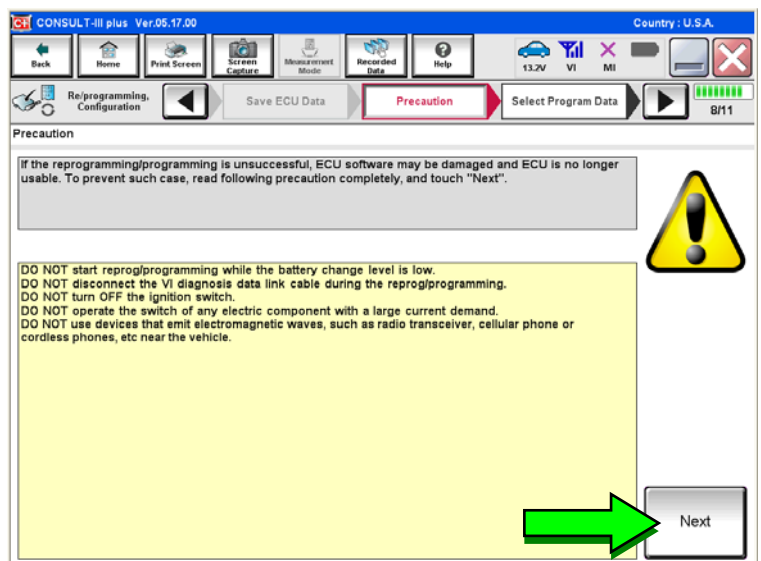 CONSULT-III plus Ver.05.17.00
Country : U.S.A.
Back
Home
Print Screen
Screen
Capture
Measurement
Mode
Recorded
Data
Help
13.2V
VI
MI
Re/programming,
Configuration
Save ECU Data
Precaution
Select Program Data
8/11
Precaution
If the reprogramming/programming is unsuccessful, ECU software may be damaged and ECU is no longer
usable. To prevent such case, read following precaution completely, and touch "Next".
DO NOT start reprog/programming while the battery change level is low.
DO NOT disconnect the VI diagnosis data link cable during the reprog/programming.
DO NOT turn OFF the ignition switch.
DO NOT operate the switch of any electric component with a large current demand.
DO NOT use devices that emit electromagnetic waves, such as radio transceiver, cellular phone or
cordless phones, etc near the vehicle.
Next